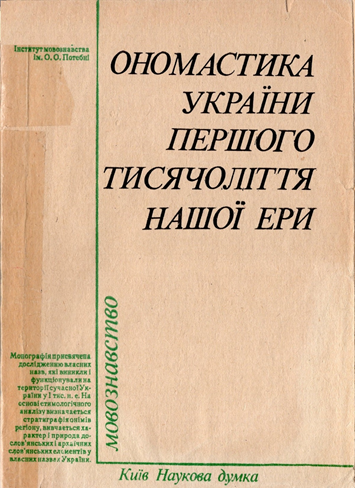 Інститут мовознавства
ім. О. О. Потебні
ОНОМАСТИКА
УКРАЇНИ
ПЕРШОГО
ТИСЯЧОЛІТТЯ
НАШОЇ ЕРИ
мовознавство
Монографія присвячена
дослідженню власних
назв, які виникли і
функціонували на
території сучасної Ук-
раїни у I тис. н. е. На
основі етимологічного
аналізу визначається
стратиграфія онімів
регіону, вивчається ха-
рактер і природа до-
слов'янських і архаїчних
слов'янських елементів у
власних назвах України.
Київ Наукова думка